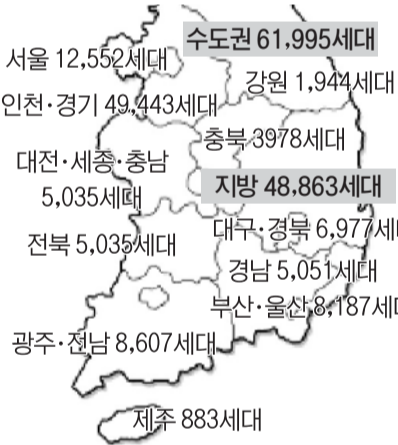 수도권 61,995세대
서울 12,552세대
강원 1,944세대
인천·경기 49,443세대
충북 3978세대
대전·세종·충남
5,035세대
지방 48,863세대
대구·경북 6,977세대
전북 5,035세대
경남 5,051세대
부산·울산 8,187세대
광주·전남 8,607세대
제주 883세대